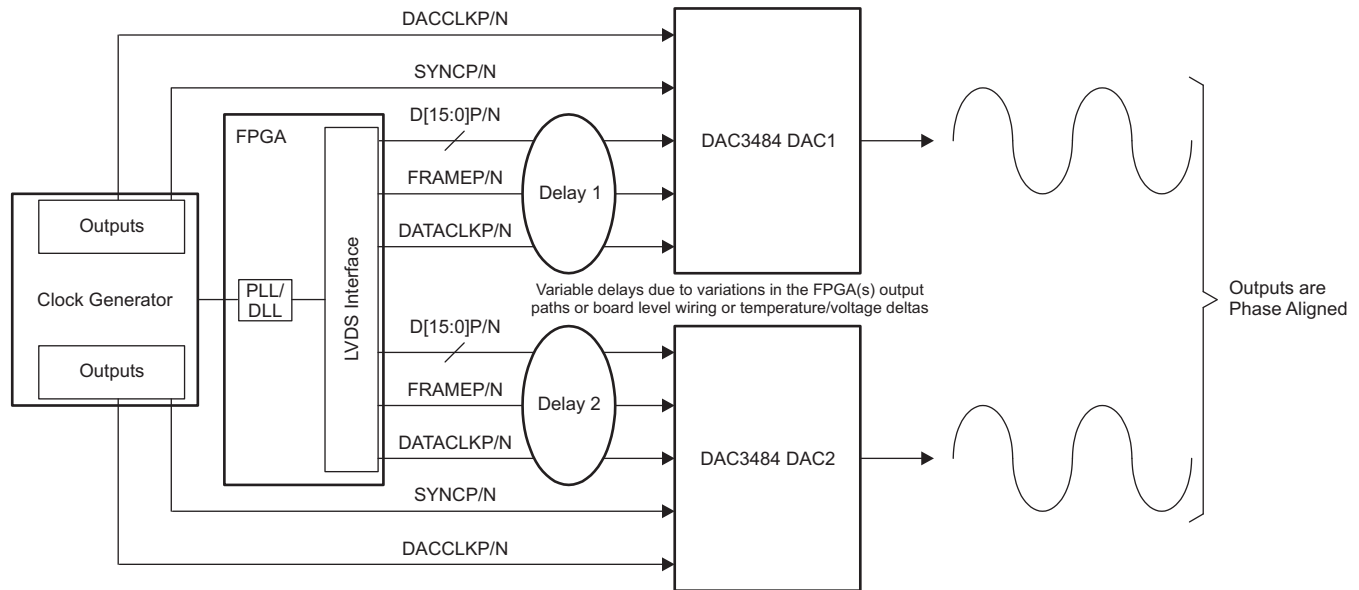 DACCLKP/N
SYNCP/N
D[15:0]P/N
FPGA
DAC3484 DAC1
FRAMEP/N
Delay 1
Outputs
DATACLKP/N
LVDS Interface
Clock Generator
PLL/
DLL
Variable delays due to variations in the FPGA(s) output
paths or board level wiring or temperature/voltage deltas
Outputs are
Phase Aligned
D[15:0]P/N
Outputs
FRAMEP/N
Delay 2
DATACLKP/N
DAC3484 DAC2
SYNCP/N
DACCLKP/N